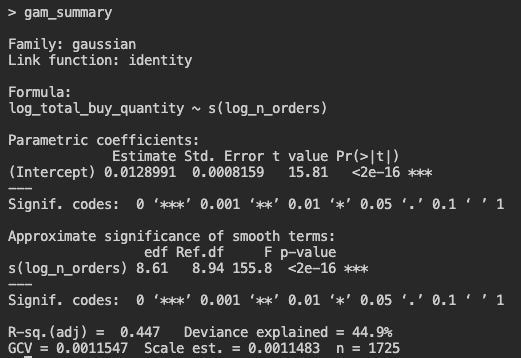 > gam_summary

Family: gaussian
Link function: identity

Formula:
log_total_buy_quantity ~ s(log_n_orders)

Parametric coefficients:
             Estimate Std. Error t value Pr(>|t|)
(Intercept) 0.0128991  0.0008159   15.81   <2e-16 ***
---
Signif. codes:  0 ‘***’ 0.001 ‘**’ 0.01 ‘*’ 0.05 ‘.’ 0.1 ‘ ’ 1

Approximate significance of smooth terms:
                 edf Ref.df     F p-value
s(log_n_orders) 8.61   8.94 155.8  <2e-16 ***
---
Signif. codes:  0 ‘***’ 0.001 ‘**’ 0.01 ‘*’ 0.05 ‘.’ 0.1 ‘ ’ 1

R-sq.(adj) =  0.447   Deviance explained = 44.9%
GCV = 0.0011547  Scale est. = 0.0011483  n = 1725